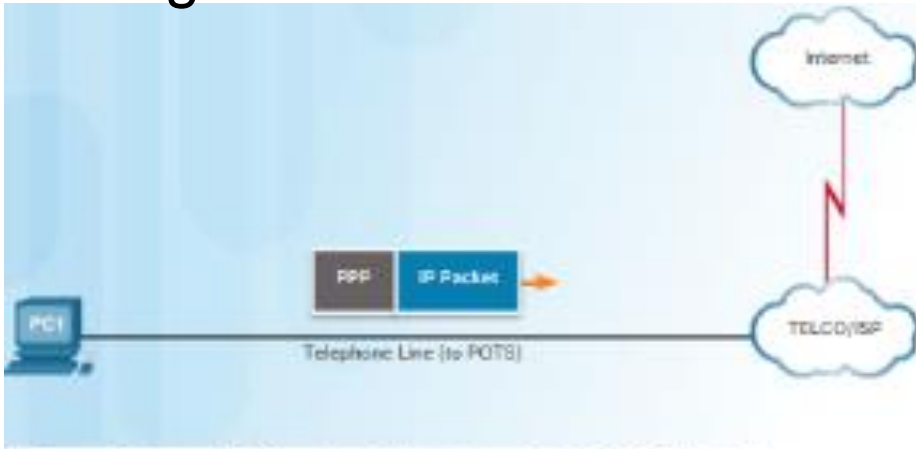 Internet
PPP IP Packet
PC1
TELCO/ISP
Telephone Line (to POTS)